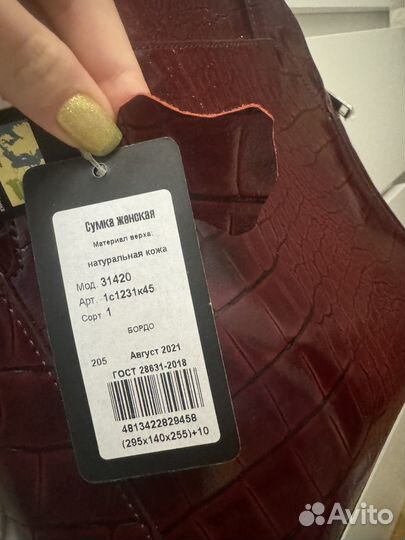 Сумка женская
Материал верха:
натуральная кожа
Мод. 31420
Арт. 1с1231к45
Сорт 1
БОРДО
205 Август 2021
ГОСТ 28631-2018
4813422829458
(295х140х255)+10
Avito